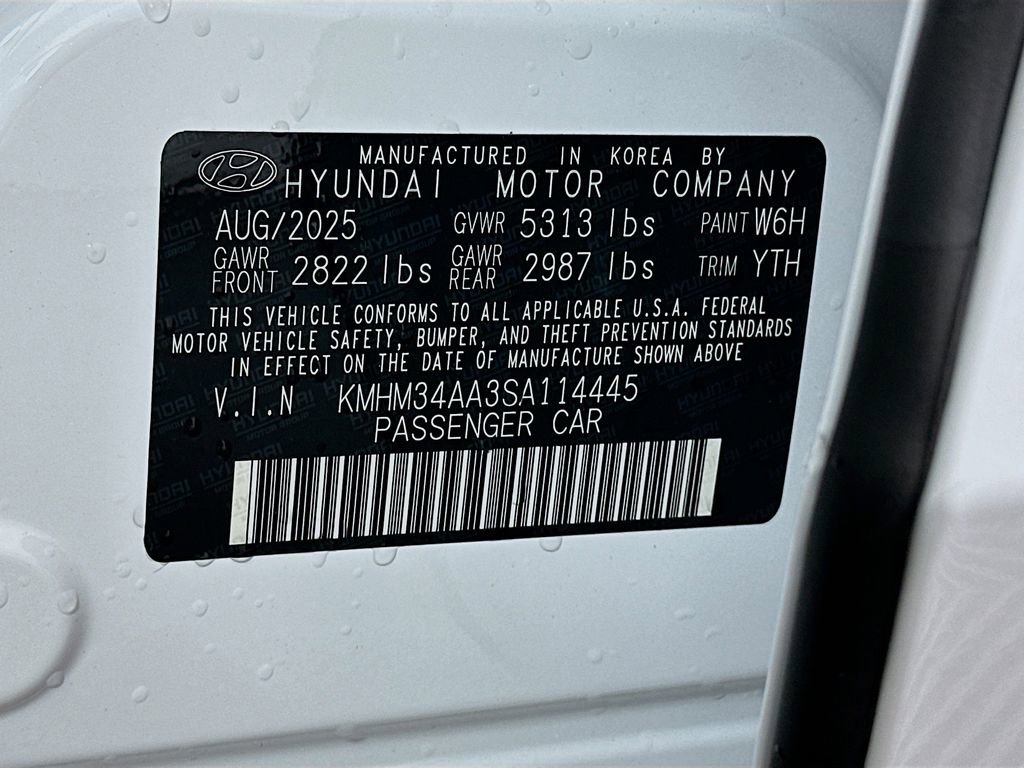 MANUFACTURED IN KOREA BY
HYUNDAI MOTOR COMPANY
AUG/2025 GVWR 5313 lbs PAINT W6H
GAWR FRONT 2822 lbs GAWR REAR 2987 lbs TRIM YTH
THIS VEHICLE CONFORMS TO ALL APPLICABLE U.S.A. FEDERAL
MOTOR VEHICLE SAFETY, BUMPER, AND THEFT PREVENTION STANDARDS
IN EFFECT ON THE DATE OF MANUFACTURE SHOWN ABOVE
V.I.N KMHM34AA3SA114445
PASSENGER CAR